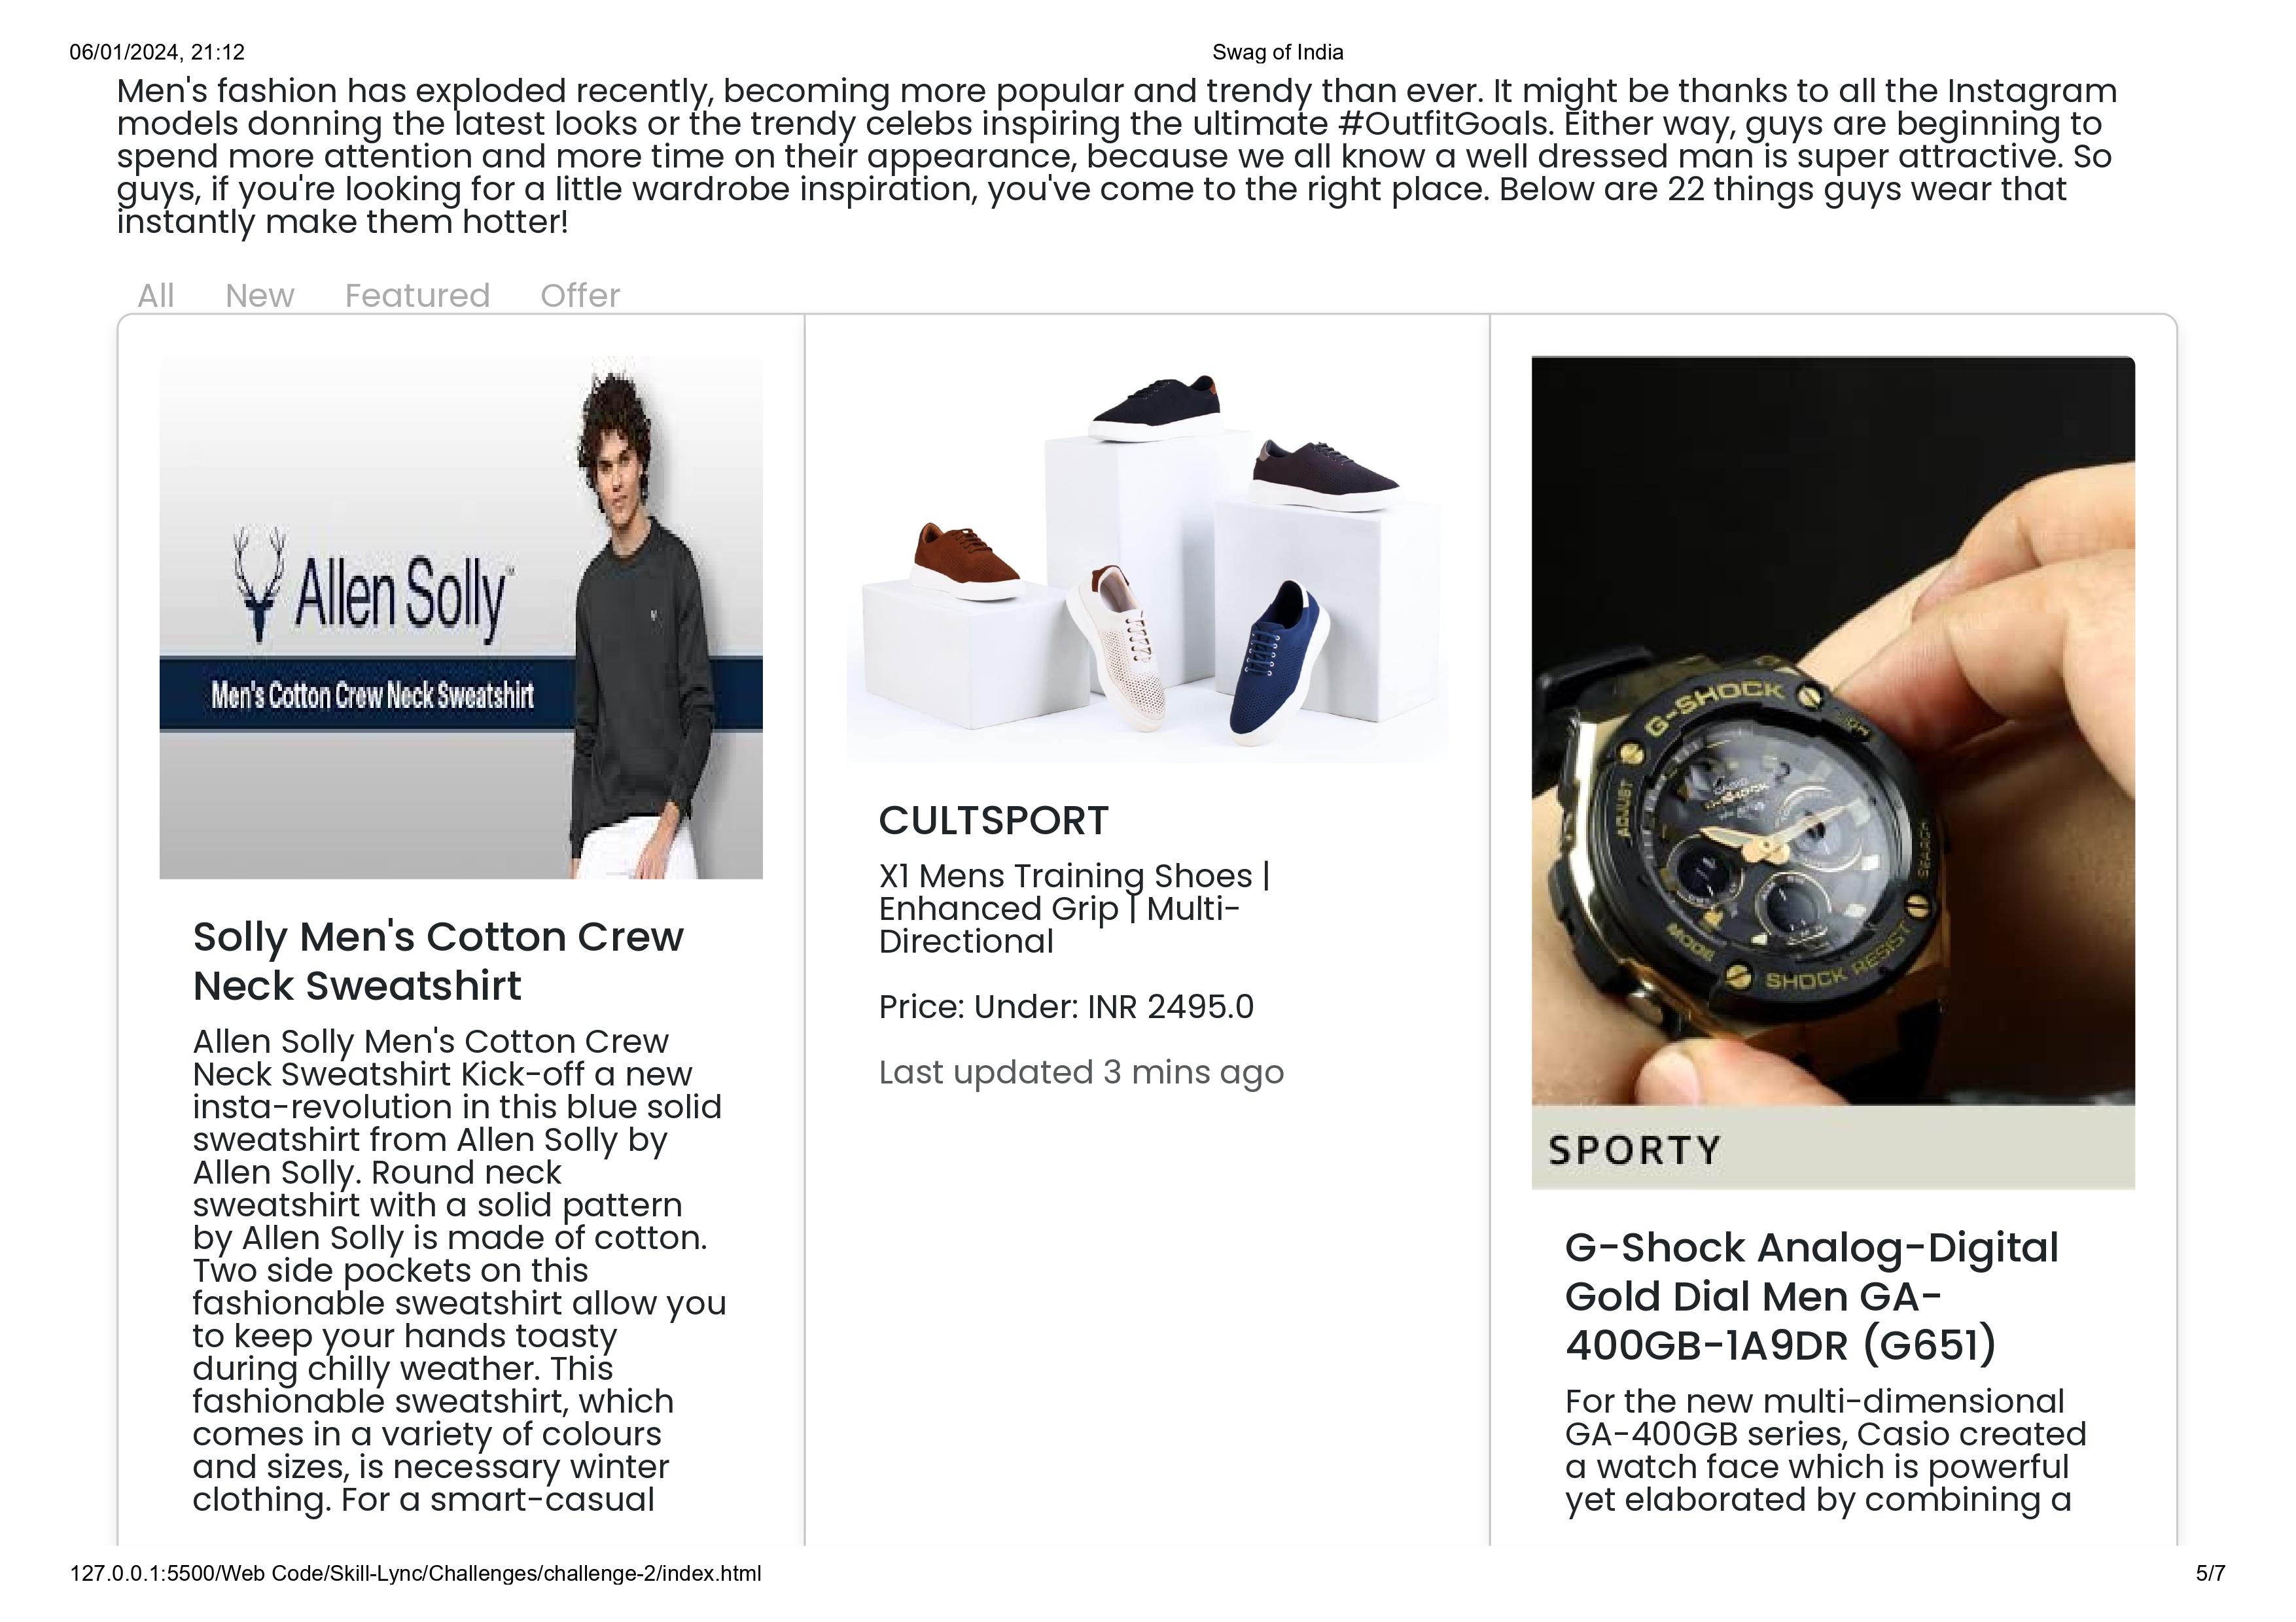 06/01/2024, 21:12
Swag of India
Men's fashion has exploded recently, becoming more popular and trendy than ever. It might be thanks to all the Instagram
models donning the latest looks or the trendy celebs inspiring the ultimate #OutfitGoals. Either way, guys are beginning to
spend more attention and more time on their appearance, because we all know a well dressed man is super attractive. So
guys, if you're looking for a little wardrobe inspiration, you've come to the right place. Below are 22 things guys wear that
instantly make them hotter!
All New Featured Offer
Allen Solly
Men's Cotton Crew Neck Sweatshirt
Solly Men's Cotton Crew
Neck Sweatshirt
Allen Solly Men's Cotton Crew
Neck Sweatshirt Kick-off a new
insta-revolution in this blue solid
sweatshirt from Allen Solly by
Allen Solly. Round neck
sweatshirt with a solid pattern
by Allen Solly is made of cotton.
Two side pockets on this
fashionable sweatshirt allow you
to keep your hands toasty
during chilly weather. This
fashionable sweatshirt, which
comes in a variety of colours
and sizes, is necessary winter
clothing. For a smart-casual
CULTSPORT
X1 Mens Training Shoes |
Enhanced Grip | Multi-
Directional
Price: Under: INR 2495.0
Last updated 3 mins ago
G-SHOCK
ADJUST
CASIO
G-SHOCK
SEARCH
MODE
SHOCK RESIST
SPORTY
G-Shock Analog-Digital
Gold Dial Men GA-
400GB-1A9DR (G651)
For the new multi-dimensional
GA-400GB series, Casio created
a watch face which is powerful
yet elaborated by combining a
127.0.0.1:5500/Web Code/Skill-Lync/Challenges/challenge-2/index.html
5/7